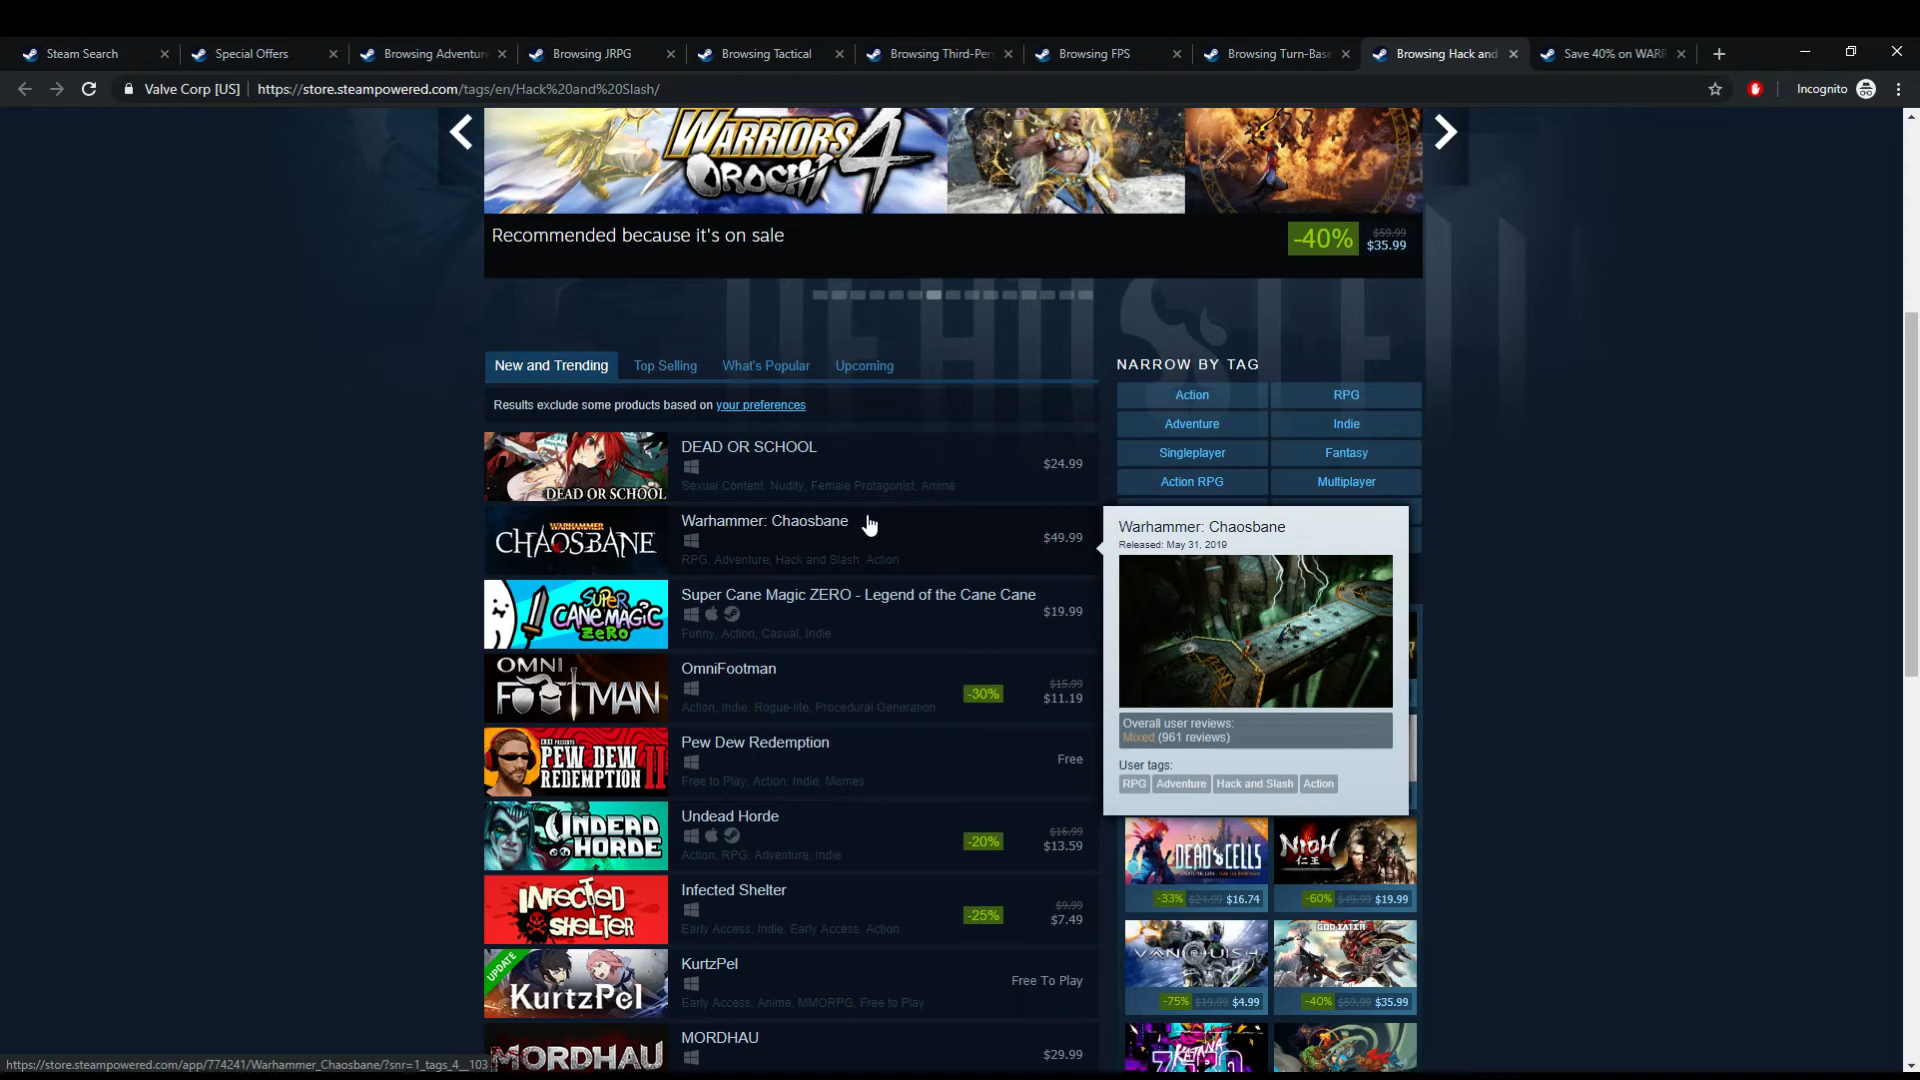 Steam Search
Special Offers
Browsing Adventure
Browsing JRPG
Browsing Tactical
Browsing Third-Pers
Browsing FPS
Browsing Turn-Base
Browsing Hack and
Save 40% on WARR
Valve Corp [US]
https://store.steampowered.com/tags/en/Hack%20and%20Slash/
Incognito
WARRIORS
OROCHI 4
Recommended because it's on sale
-40%
$59.99
$35.99
New and Trending
Top Selling
What's Popular
Upcoming
Results exclude some products based on your preferences
DEAD OR SCHOOL
DEAD OR SCHOOL
$24.99
Sexual Content, Nudity, Female Protagonist, Anime
WARHAMMER
CHAOSBANE
Warhammer: Chaosbane
$49.99
RPG, Adventure, Hack and Slash, Action
SUPER
CANE MAGIC
ZERO
Super Cane Magic ZERO - Legend of the Cane Cane
$19.99
Funny, Action, Casual, Indie
OMNI
FOOTMAN
OmniFootman
-30%
$15.99
$11.19
Action, Indie, Rogue-lite, Procedural Generation
PEW DEW
REDEMPTION
II
Pew Dew Redemption
Free
Free to Play, Action, Indie, Memes
UNDEAD
HORDE
Undead Horde
-20%
$16.99
$13.59
Action, RPG, Adventure, Indie
INFECTED
SHELTER
Infected Shelter
-25%
$9.99
$7.49
Early Access, Indie, Early Access, Action
UPDATE
KURTZPEL
KurtzPel
Free To Play
Early Access, Anime, MMORPG, Free to Play
MORDHAU
MORDHAU
$29.99
NARROW BY TAG
Action
RPG
Adventure
Indie
Singleplayer
Fantasy
Action RPG
Multiplayer
Warhammer: Chaosbane
Released: May 31, 2019
Overall user reviews:
Mixed (961 reviews)
User tags:
RPG
Adventure
Hack and Slash
Action
DEAD CELLS
-33%
$24.99
$16.74
NIOH
仁王
-60%
$49.99
$19.99
VANQUISH
-75%
$19.99
$4.99
GOD EATER
-40%
$59.99
$35.99
KATANA
ZERO
https://store.steampowered.com/app/774241/Warhammer_Chaosbane/?snr=1_tags_4__103